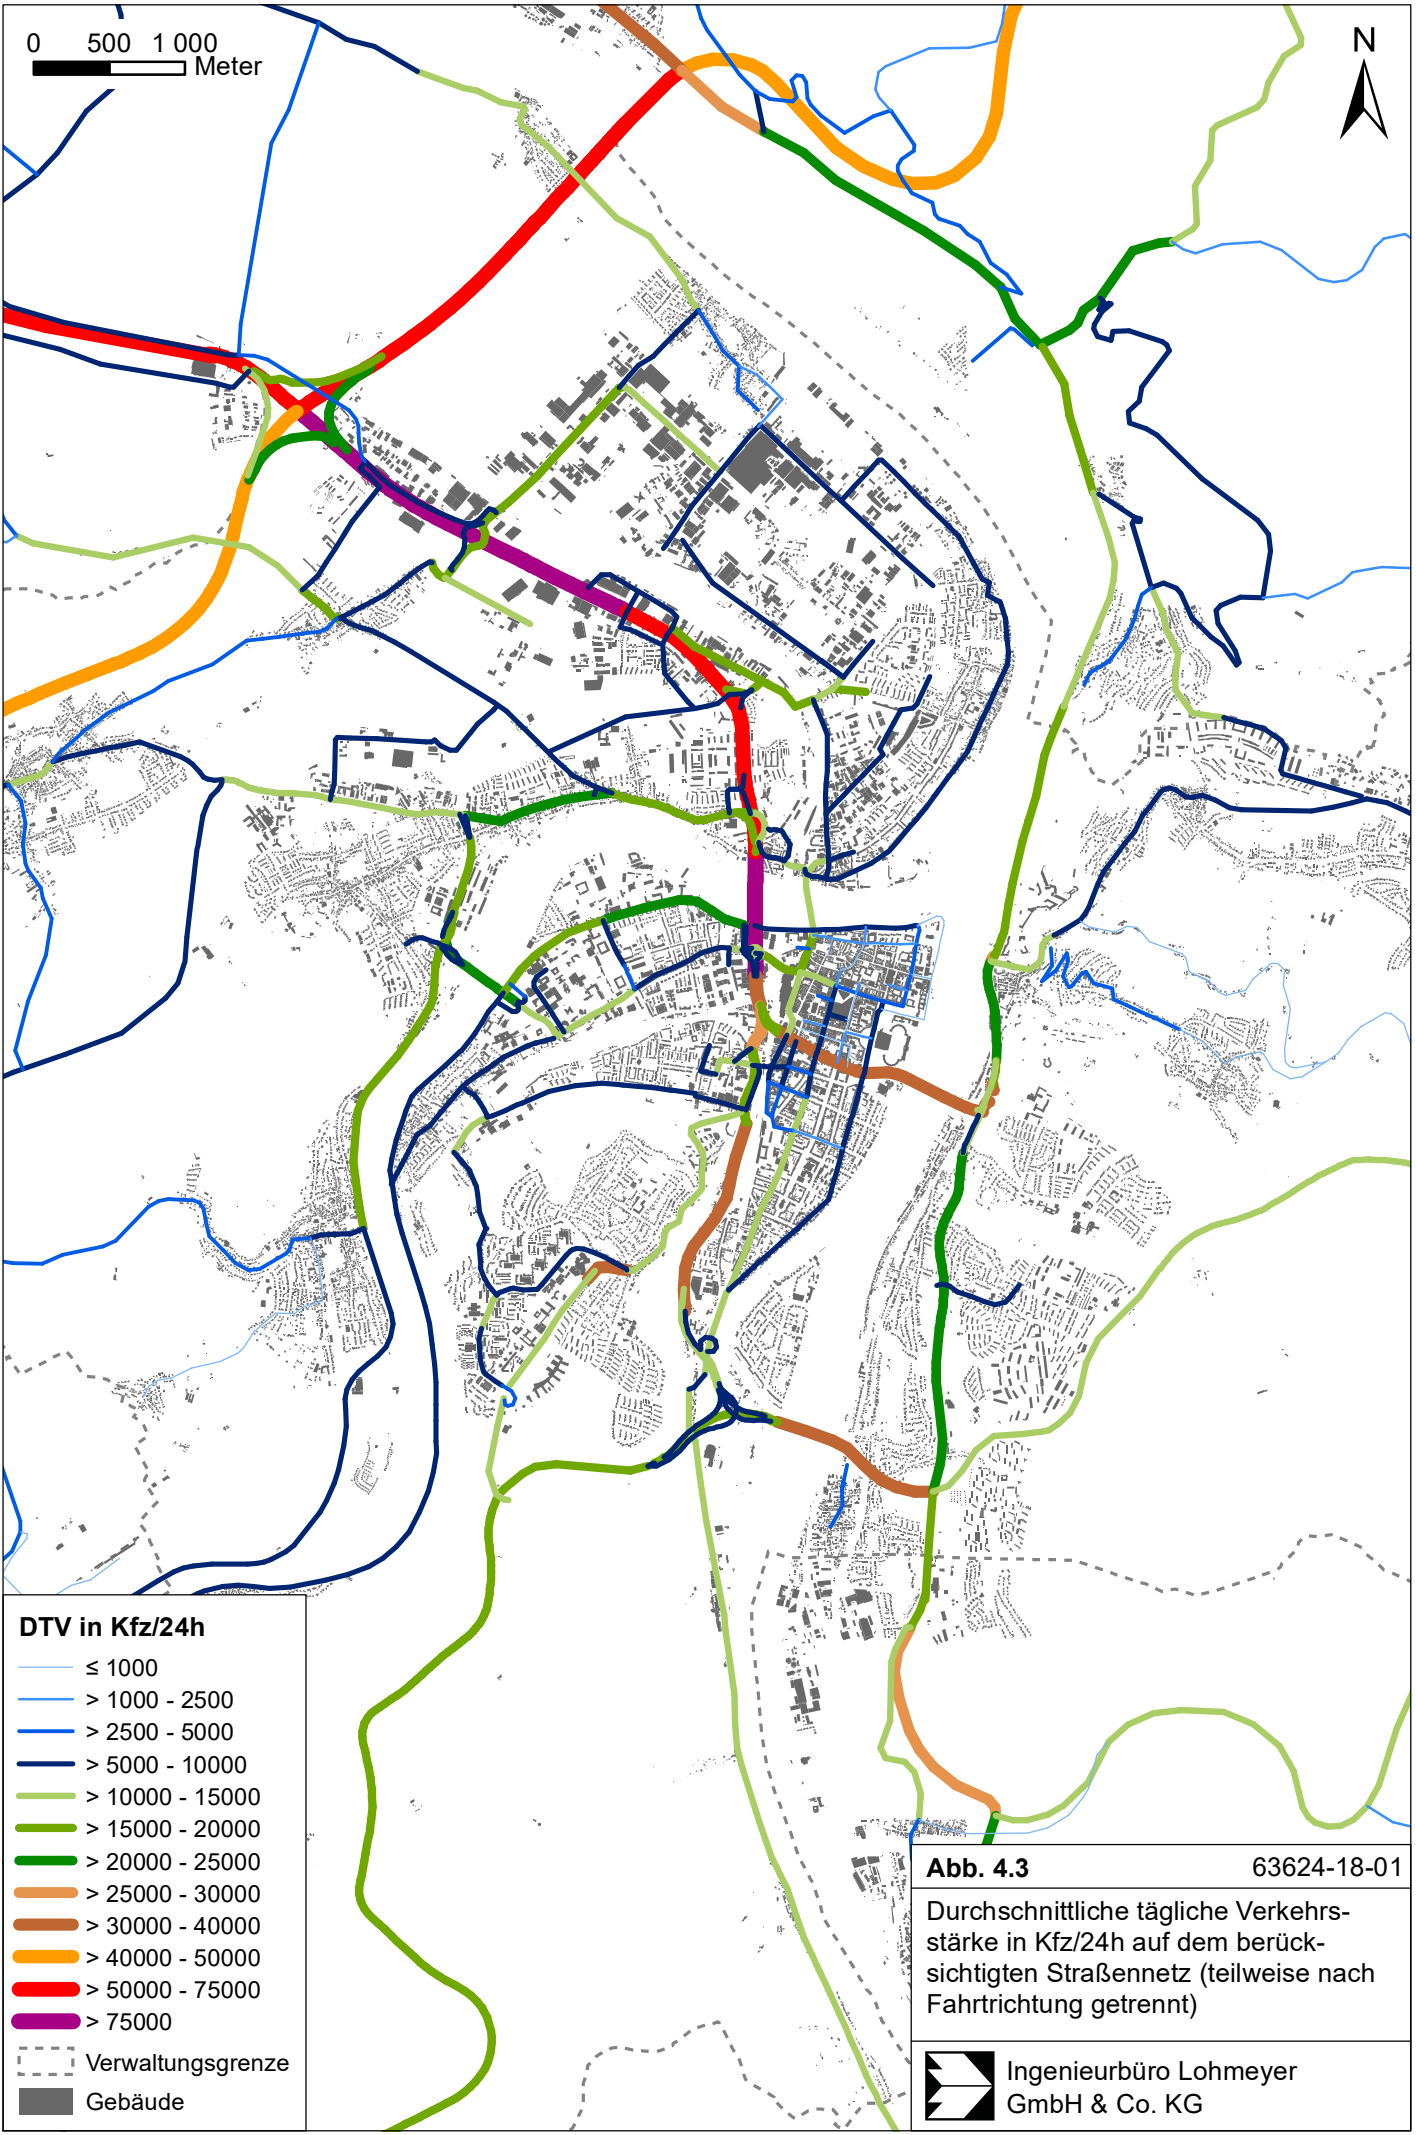 0 500 1 000
Meter
N
DTV in Kfz/24h
≤ 1000
> 1000 - 2500
> 2500 - 5000
> 5000 - 10000
> 10000 - 15000
> 15000 - 20000
> 20000 - 25000
> 25000 - 30000
> 30000 - 40000
> 40000 - 50000
> 50000 - 75000
> 75000
Verwaltungsgrenze
Gebäude
Abb. 4.3 63624-18-01
Durchschnittliche tägliche Verkehrs-
stärke in Kfz/24h auf dem berück-
sichtigten Straßennetz (teilweise nach
Fahrtrichtung getrennt)
Ingenieurbüro Lohmeyer
GmbH & Co. KG